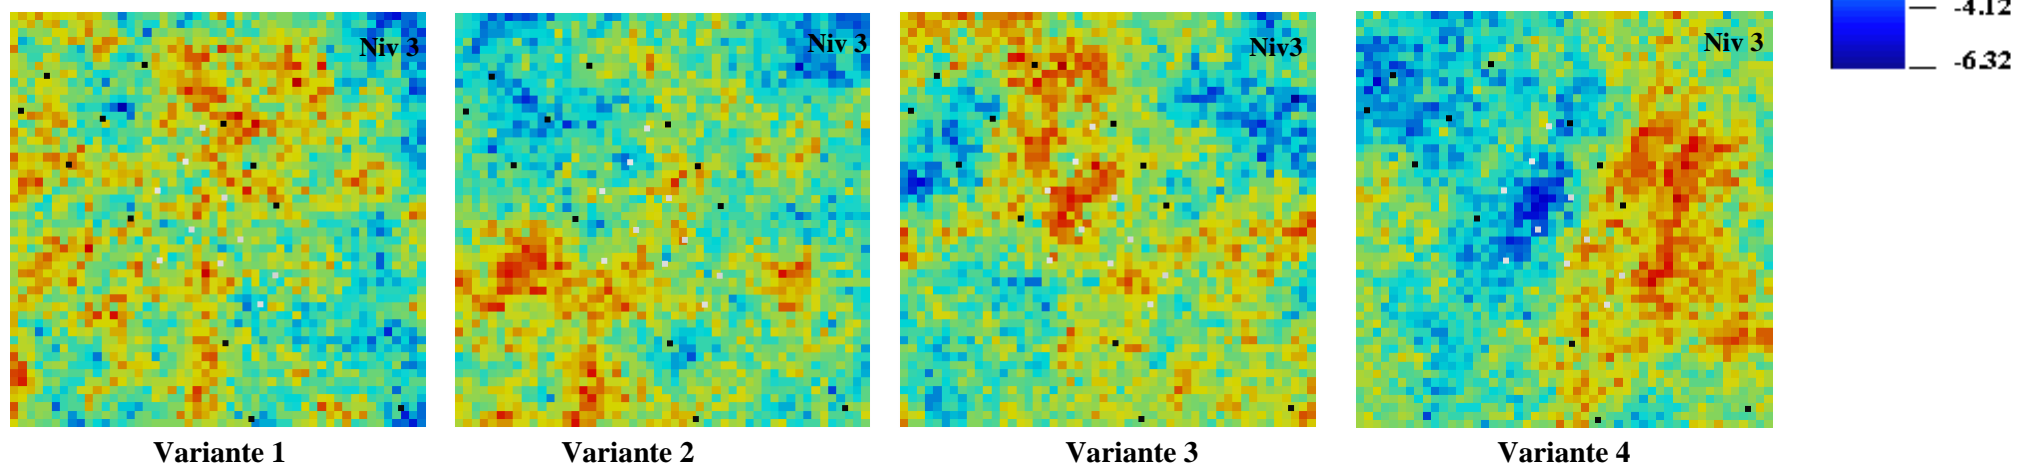 -4.12
Niv 3
Niv 3
Niv3
Niv 3
-6.32
Variante 1
Variante 2
Variante 3
Variante 4